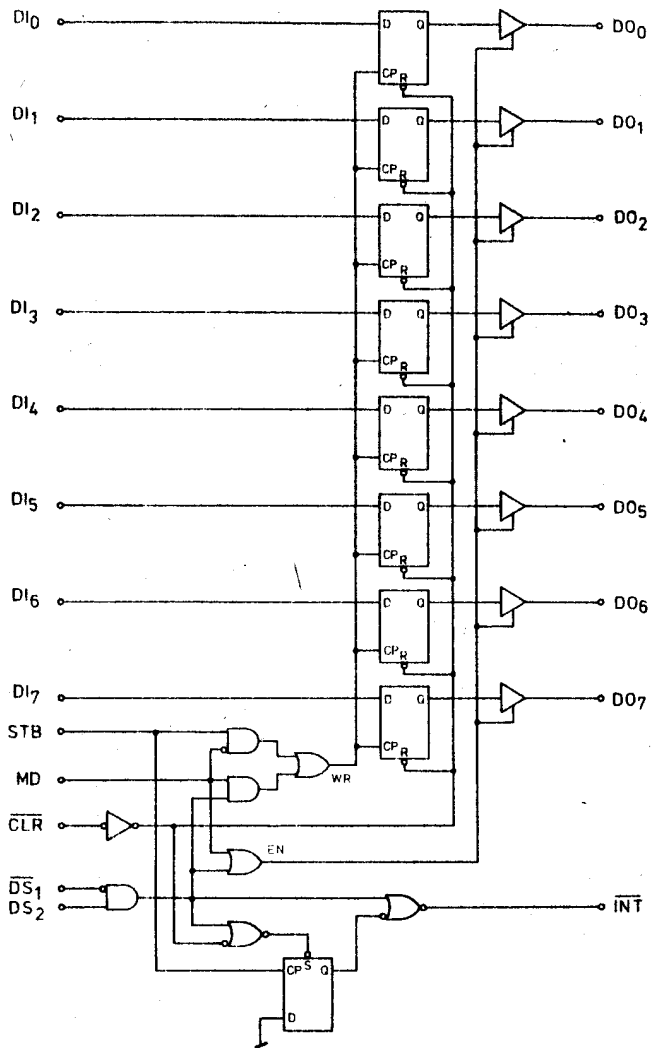 DI0 D Q DO0
CP R
DI1 D Q DO1
CP R
DI2 D Q DO2
CP R
DI3 D Q DO3
CP R
DI4 D Q DO4
CP R
DI5 D Q DO5
CP R
DI6 D Q DO6
CP R
DI7 D Q DO7
STB
CP R
WR
MD
CLR
EN
DS1
DS2
INT
S
CP Q
D